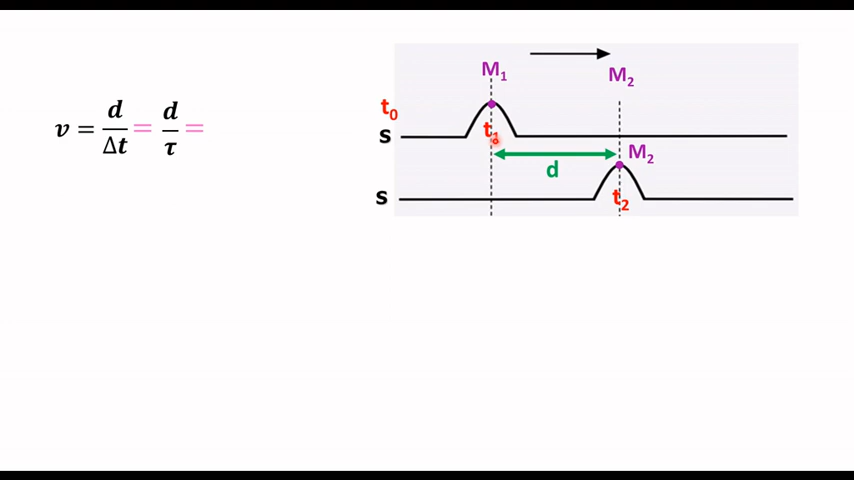 v = d/Δt = d/τ =
M₁ M₂
t₀
S t₁
d M₂
S t₂